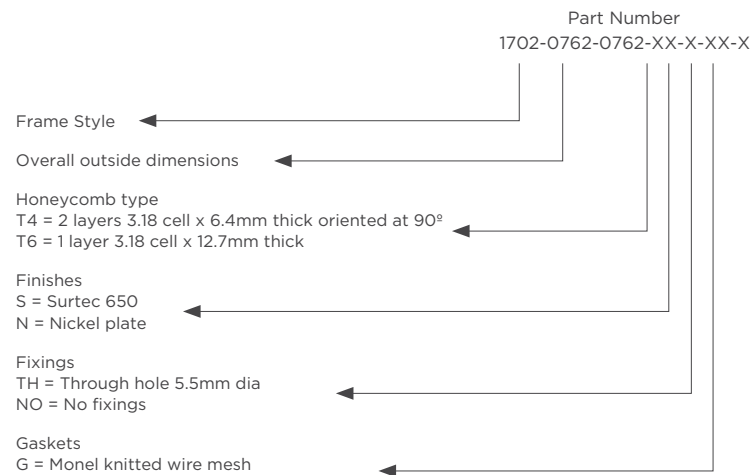 Part Number
1702-0762-0762-XX-X-XX-X
Frame Style
Overall outside dimensions
Honeycomb type
T4 = 2 layers 3.18 cell x 6.4mm thick oriented at 90º
T6 = 1 layer 3.18 cell x 12.7mm thick
Finishes
S = Surtec 650
N = Nickel plate
Fixings
TH = Through hole 5.5mm dia
NO = No fixings
Gaskets
G = Monel knitted wire mesh